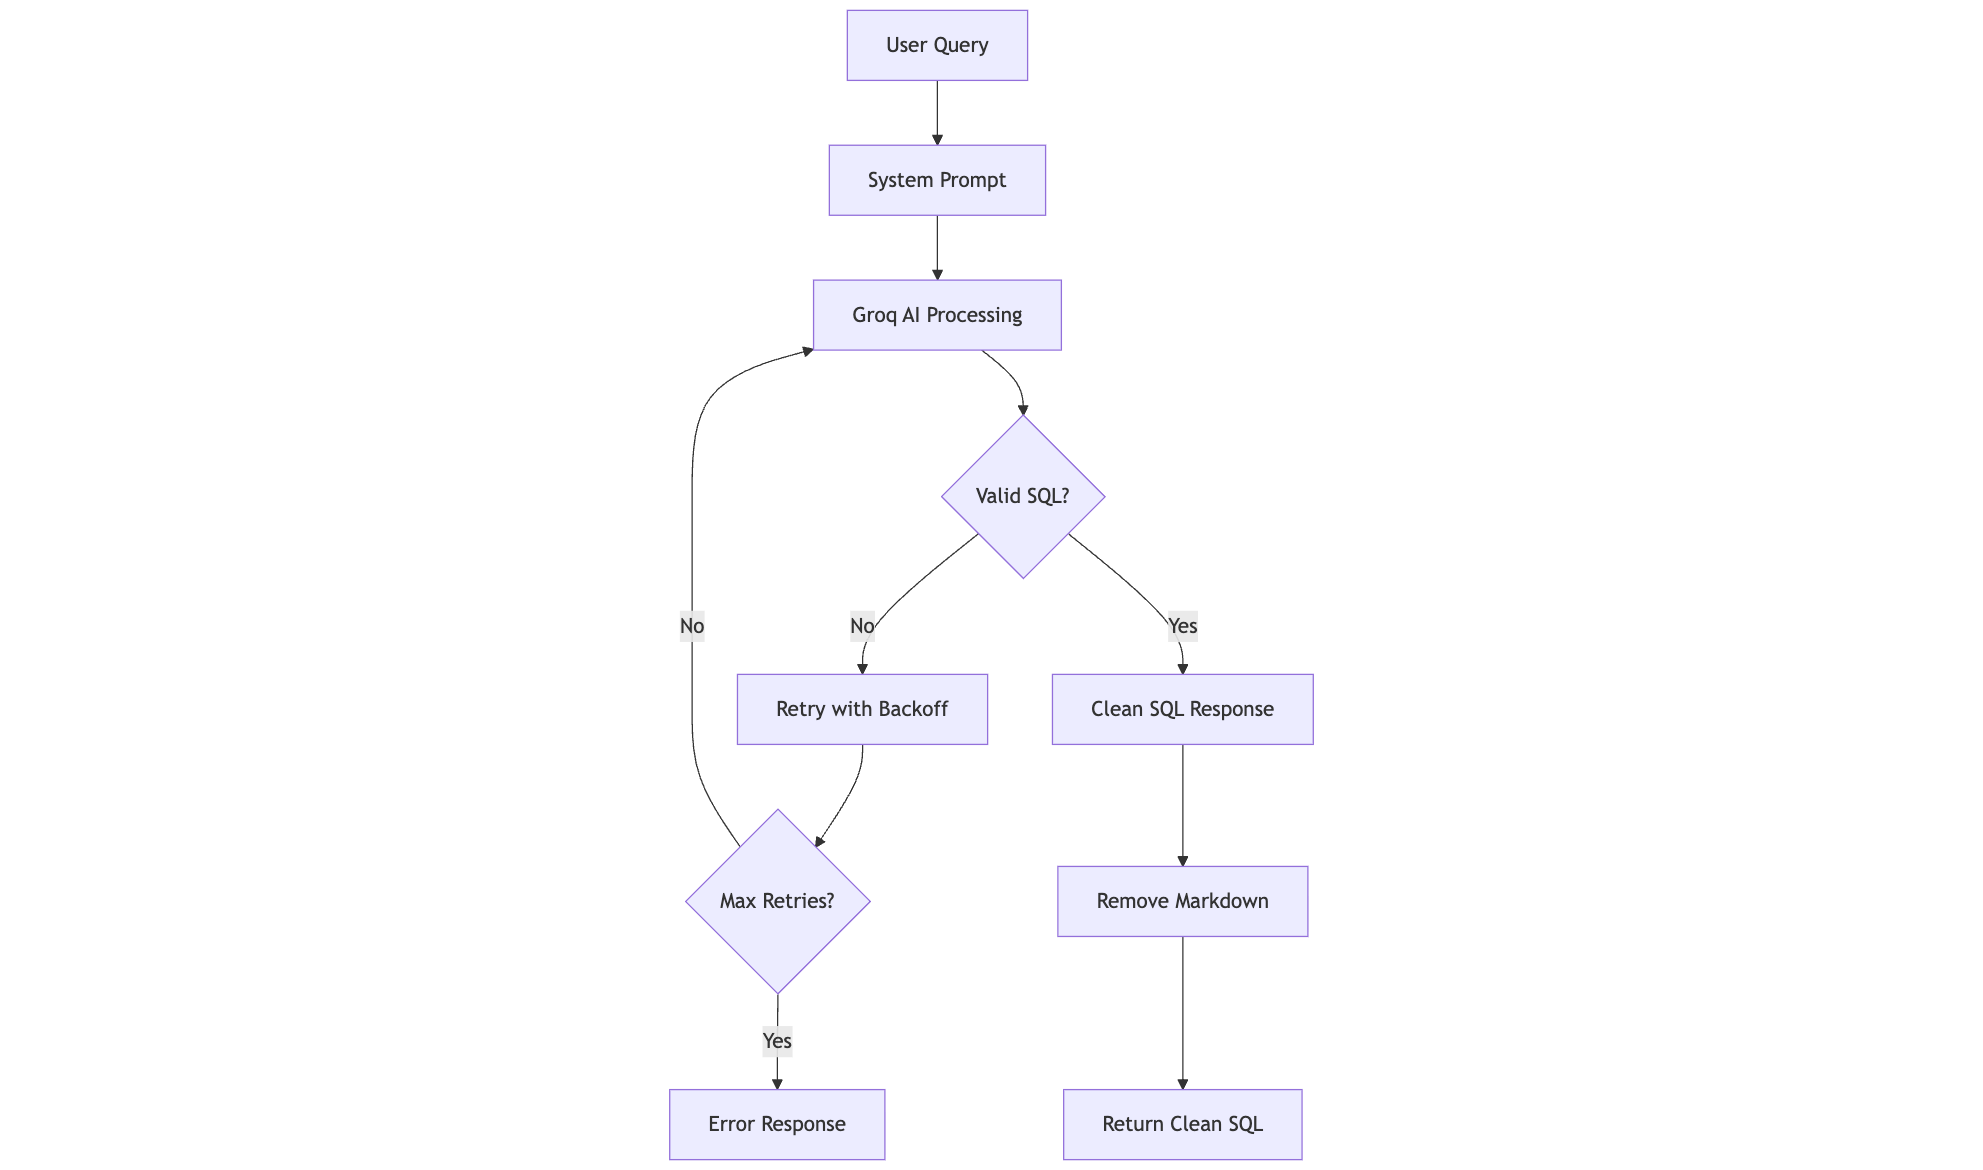 User Query
System Prompt
Groq AI Processing
Valid SQL?
No
No
Yes
Retry with Backoff
Clean SQL Response
Max Retries?
Remove Markdown
Yes
Error Response
Return Clean SQL